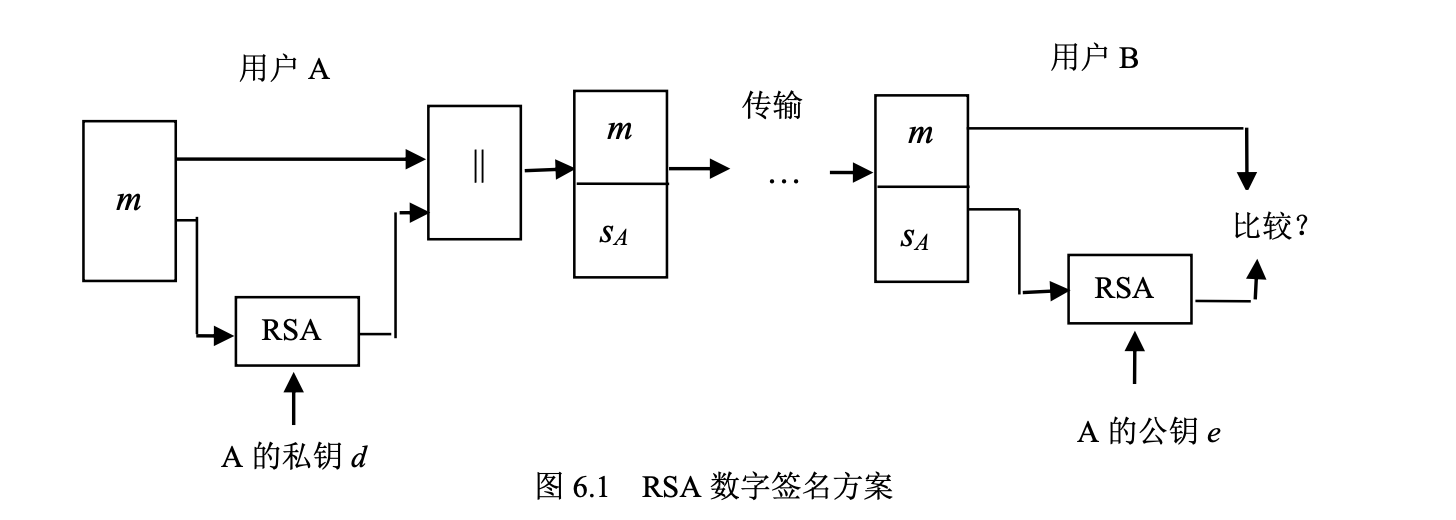 用户 A
用户 B
传输
m
||
m
s_A
…
m
s_A
比较?
RSA
RSA
A 的私钥 d
A 的公钥 e
图 6.1 RSA 数字签名方案